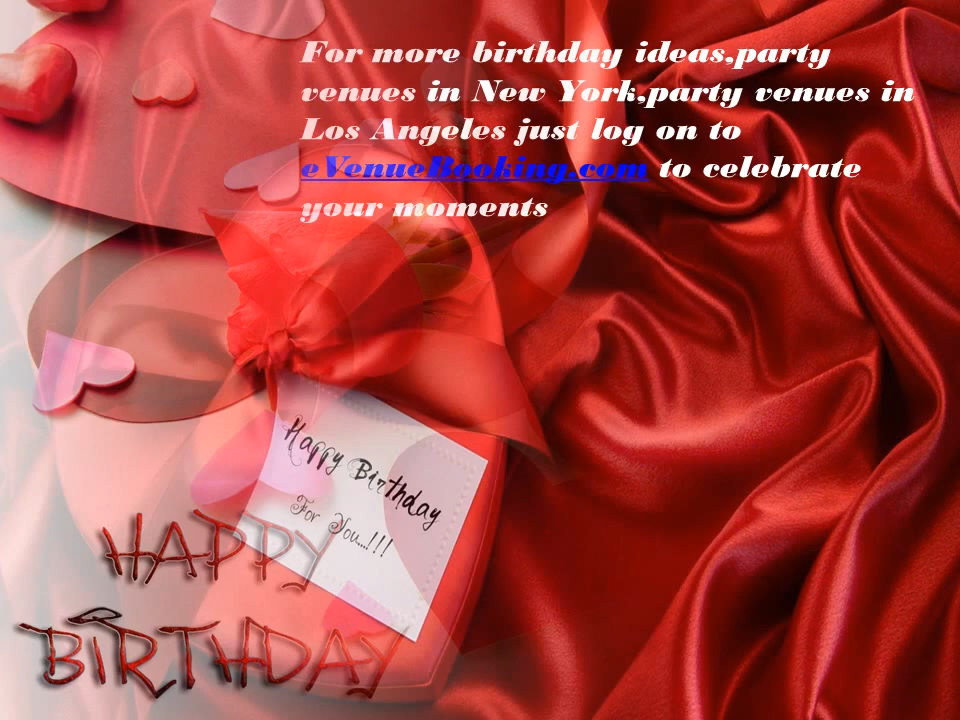 For more birthday ideas,party
venues in New York,party venues in
Los Angeles just log on to
eVenueBooking.com to celebrate
your moments
Happy Birthday
For You...!!!
HAPPY
BIRTHDAY